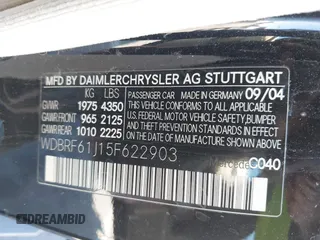 MFD BY DAIMLERCHRYSLER AG STUTTGART
PASSENGER CAR MADE IN GERMANY 09/04
KG LBS
GVWR 1975 4350
GAWR FRONT 965 2125
GAWR REAR 1010 2225
THIS VEHICLE CONFORMS TO ALL APPLICABLE
U.S. FEDERAL MOTOR VEHICLE SAFETY, BUMPER
AND THEFT PREVENTION STANDARDS IN EFFECT
ON THE DATE OF MANUFACTURE SHOWN ABOVE.
WDBRF61J15F622903
C040
BIDINFO